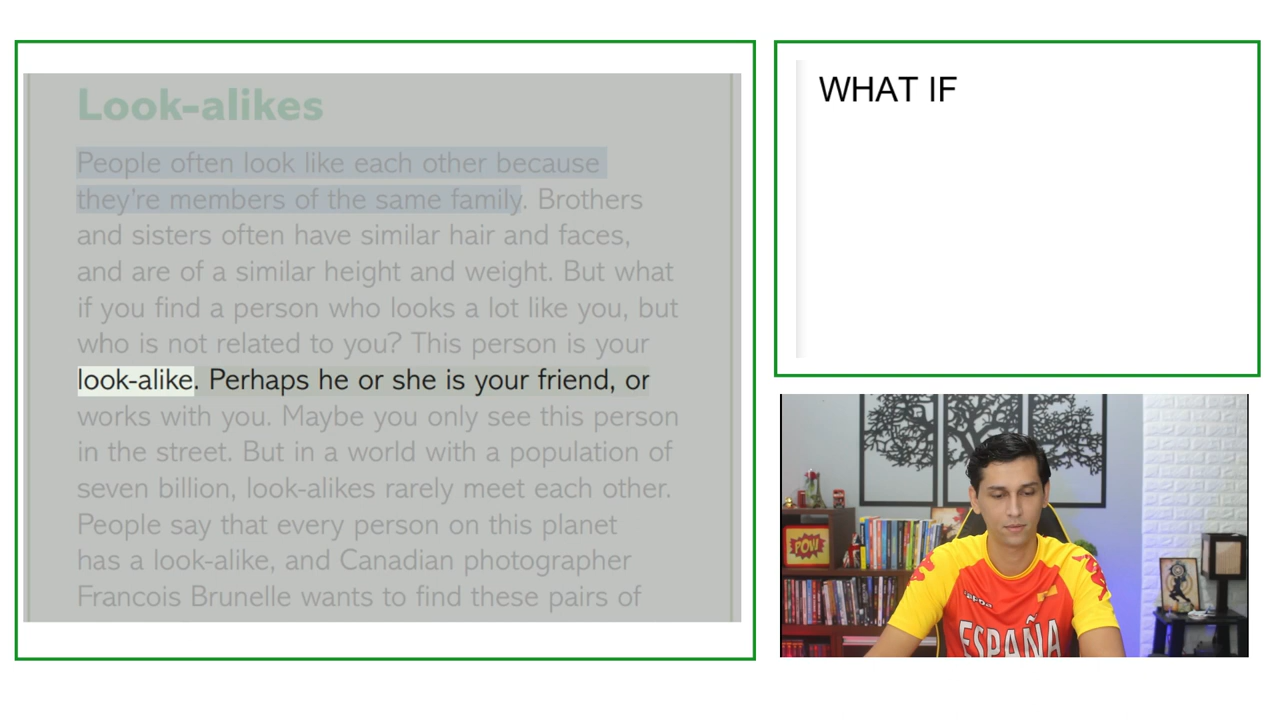 Look-alikes
People often look like each other because
they're members of the same family. Brothers
and sisters often have similar hair and faces,
and are of a similar height and weight. But what
if you find a person who looks a lot like you, but
who is not related to you? This person is your
look-alike. Perhaps he or she is your friend, or
works with you. Maybe you only see this person
in the street. But in a world with a population of
seven billion, look-alikes rarely meet each other.
People say that every person on this planet
has a look-alike, and Canadian photographer
Francois Brunelle wants to find these pairs of
WHAT IF
POW
ESPAÑA